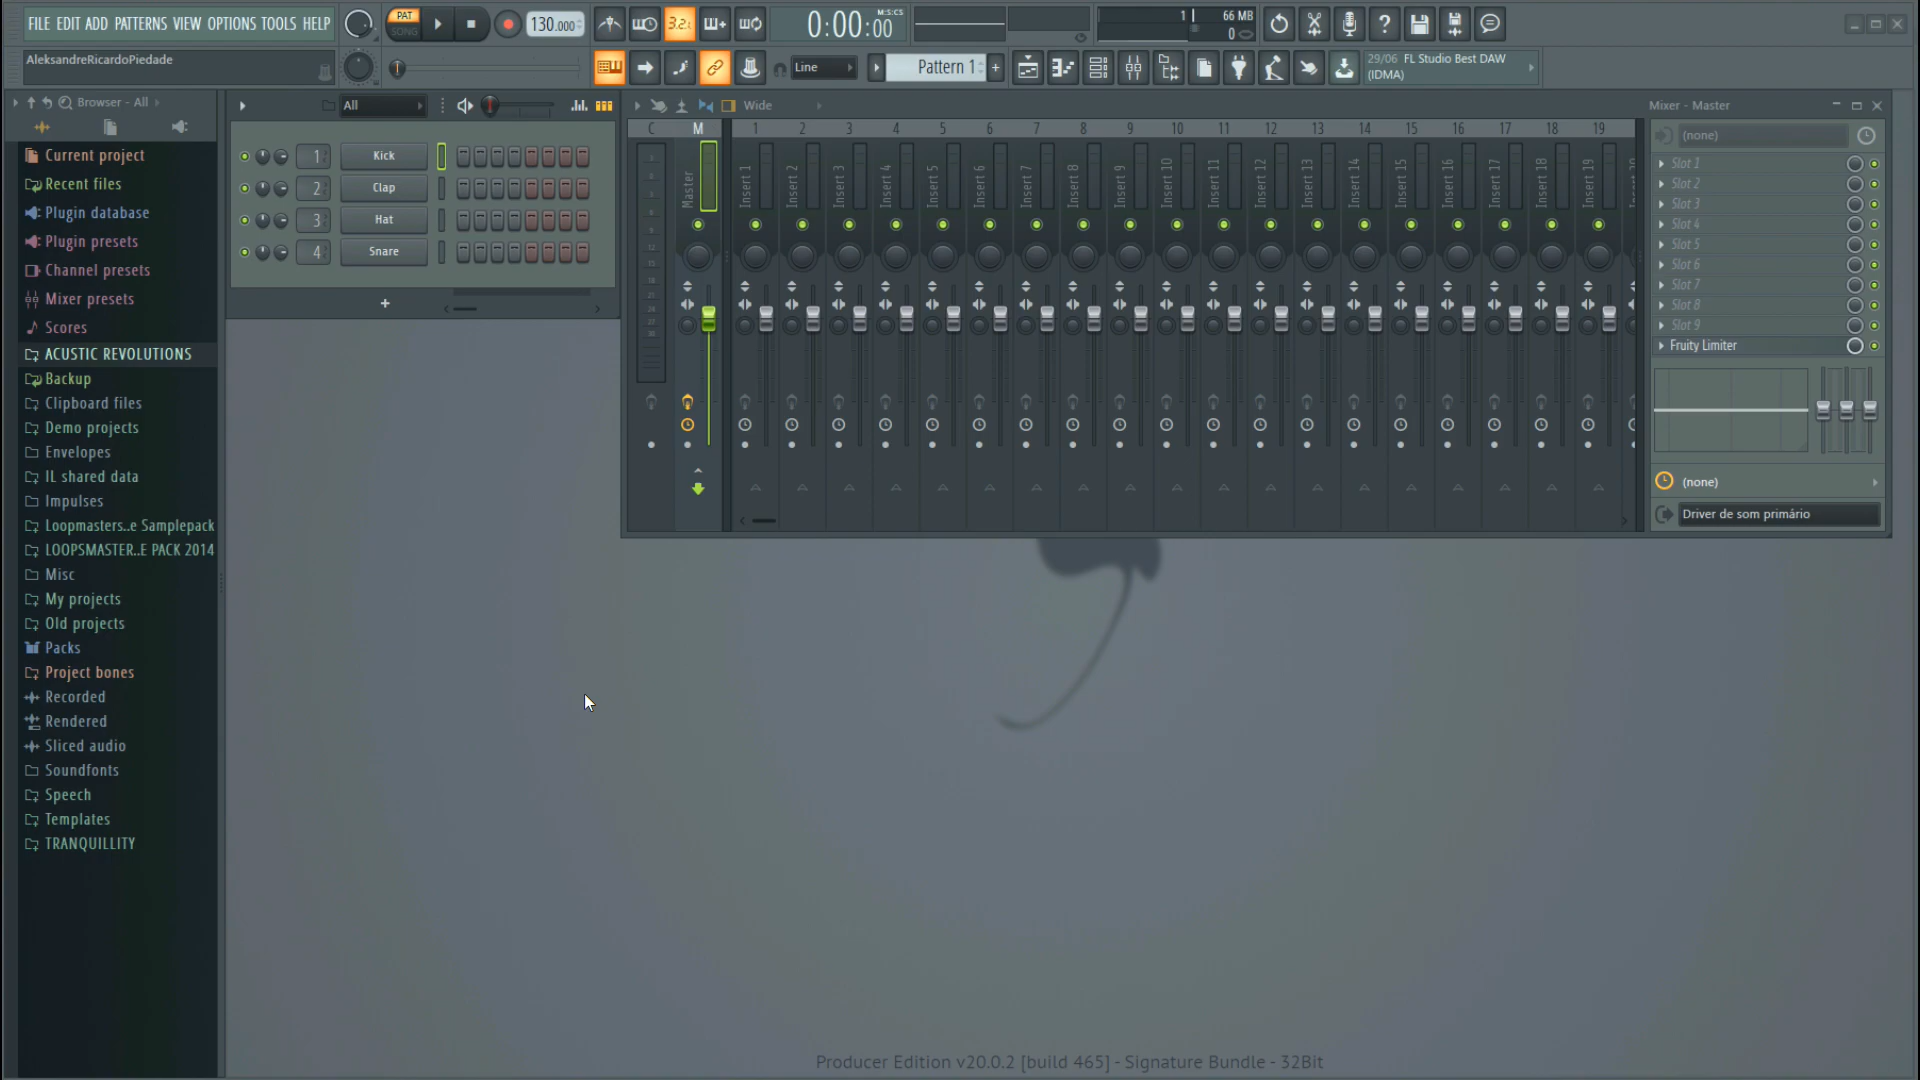 FILE EDIT ADD PATTERNS VIEW OPTIONS TOOLS HELP
PAT
SONG
130.000
3.2.
0:00:00
M:S:CS
1
66 MB
0
AleksandreRicardoPiedade
Line
Pattern 1
29/06 FL Studio Best DAW
(IDMA)
Browser - All
All
Wide
Mixer - Master
Current project
Recent files
Plugin database
Plugin presets
Channel presets
Mixer presets
Scores
ACUSTIC REVOLUTIONS
Backup
Clipboard files
Demo projects
Envelopes
IL shared data
Impulses
Loopmasters..e Samplepack
LOOPSMASTER..E PACK 2014
Misc
My projects
Old projects
Packs
Project bones
Recorded
Rendered
Sliced audio
Soundfonts
Speech
Templates
TRANQUILLITY
1 Kick
2 Clap
3 Hat
4 Snare
+
C M 1 2 3 4 5 6 7 8 9 10 11 12 13 14 15 16 17 18 19
Master Insert 1 Insert 2 Insert 3 Insert 4 Insert 5 Insert 6 Insert 7 Insert 8 Insert 9 Insert 10 Insert 11 Insert 12 Insert 13 Insert 14 Insert 15 Insert 16 Insert 17 Insert 18 Insert 19
(none)
Slot 1
Slot 2
Slot 3
Slot 4
Slot 5
Slot 6
Slot 7
Slot 8
Slot 9
Fruity Limiter
(none)
Driver de som primário
Producer Edition v20.0.2 [build 465] - Signature Bundle - 32Bit